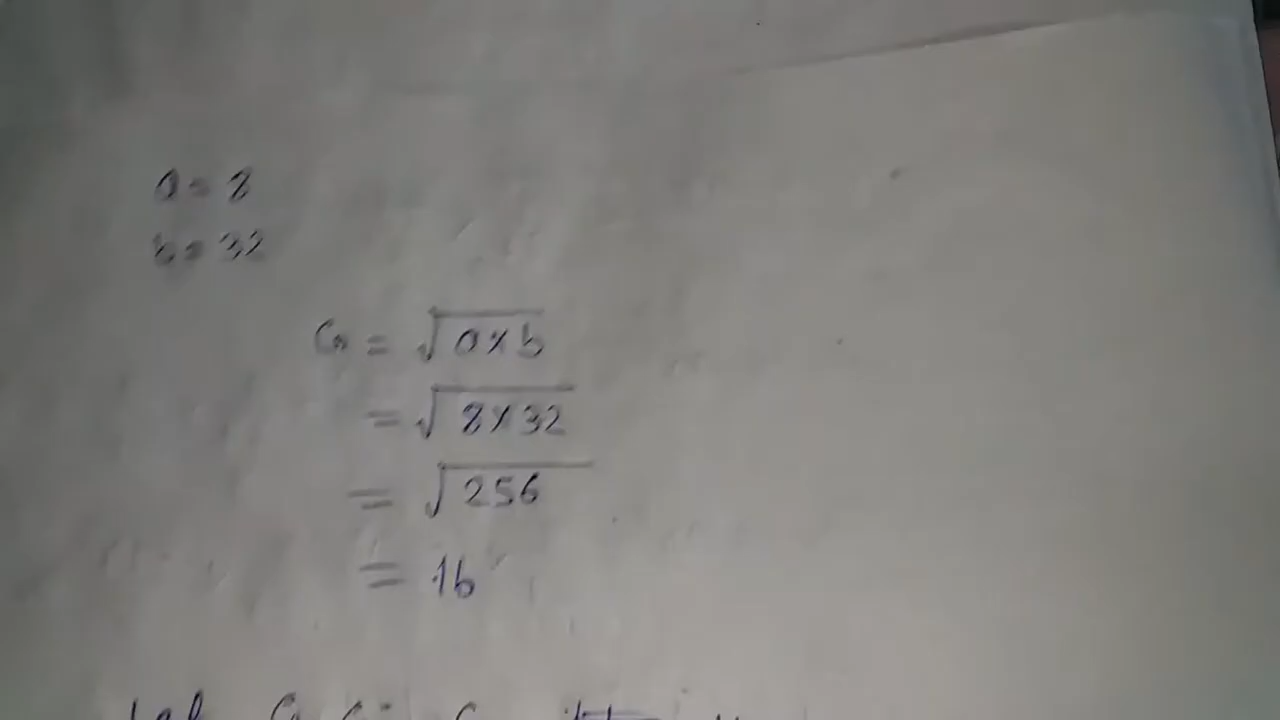 a = 8
b = 32
G = √a×b
= √8×32
= √256
= 16